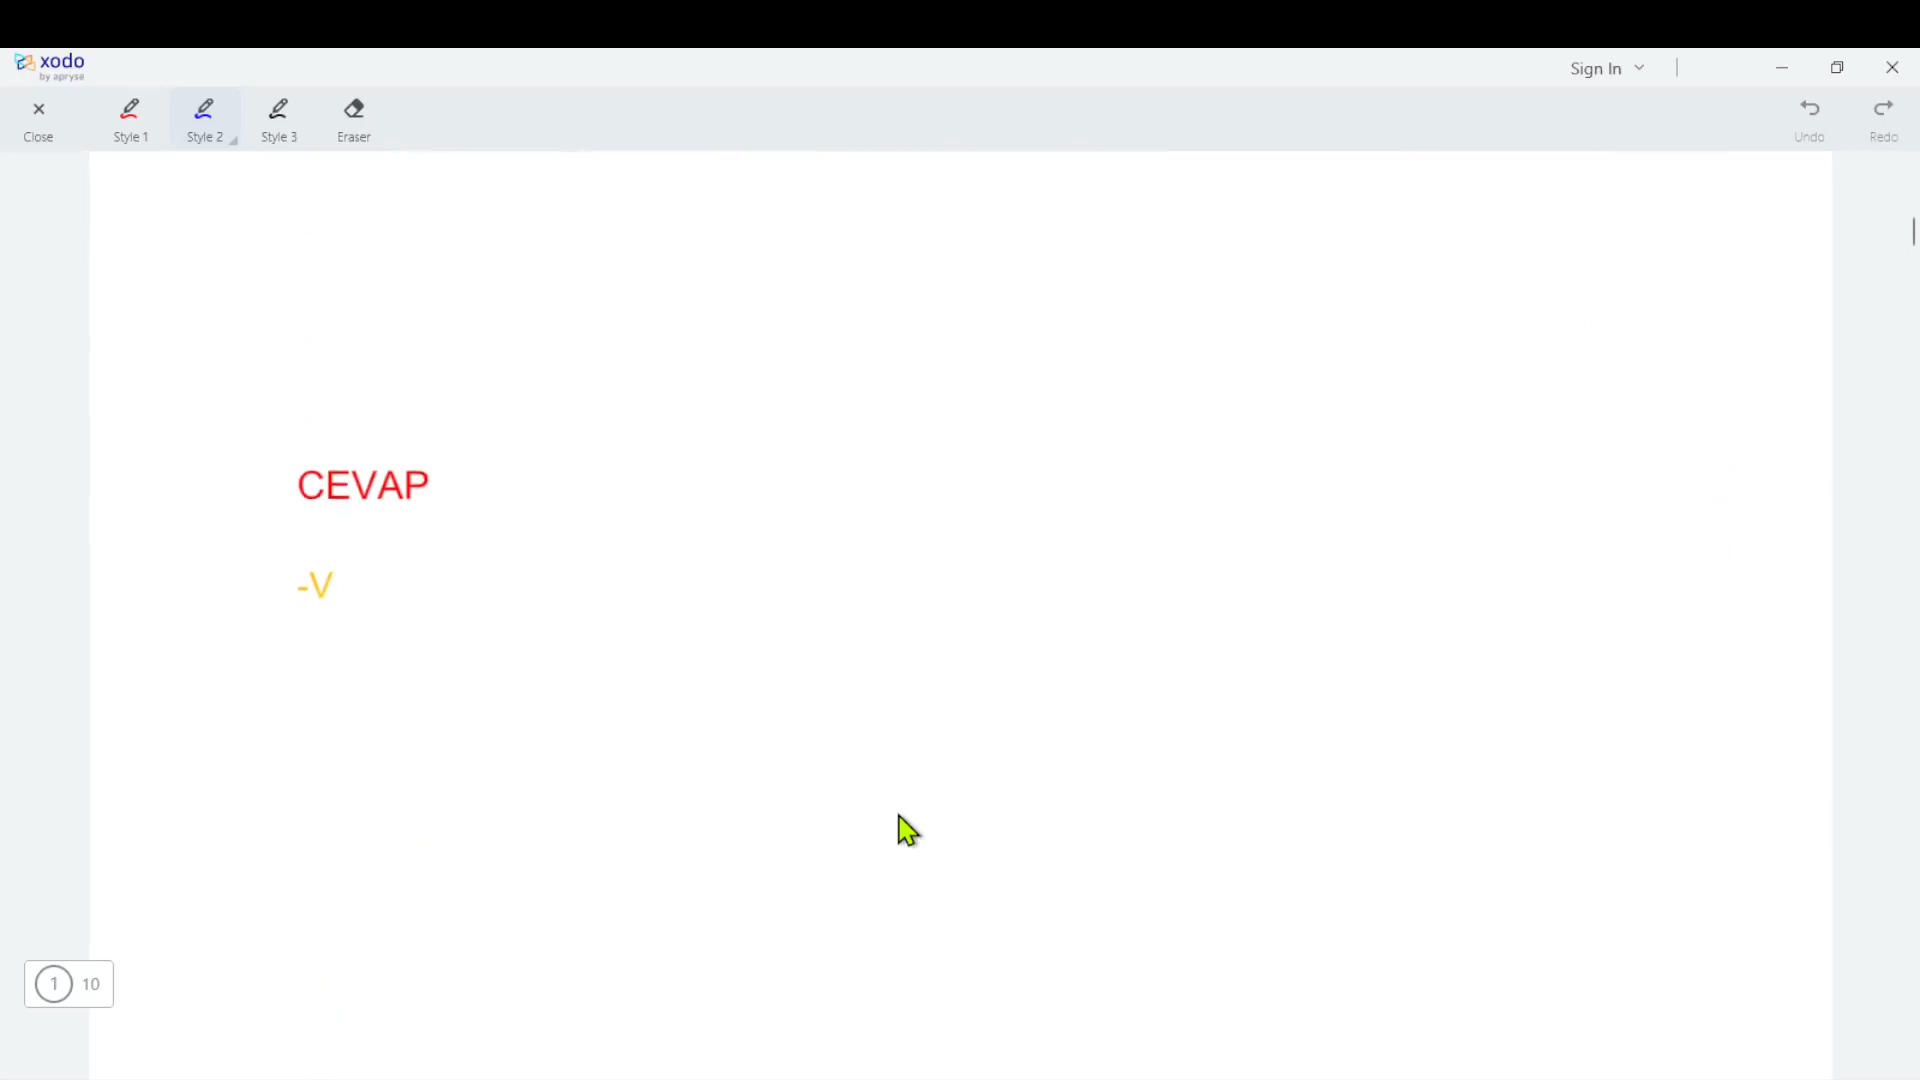 xodo
by apryse
Sign In
Close
Style 1
Style 2
Style 3
Eraser
Undo
Redo
CEVAP
-V
1 10